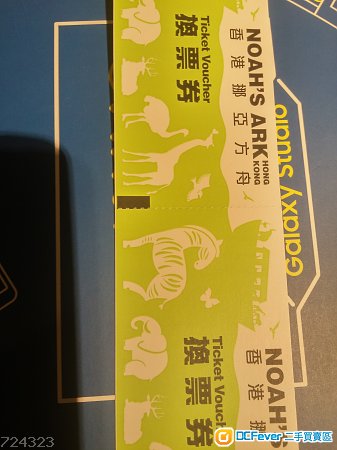 NOAH'S ARK HONG KONG
香港挪亞方舟
Ticket Voucher
換票券
Galaxy Studio
NOAH'S
香港挪
Ticket Vouch
換票券
724323
DCFever 二手買賣區